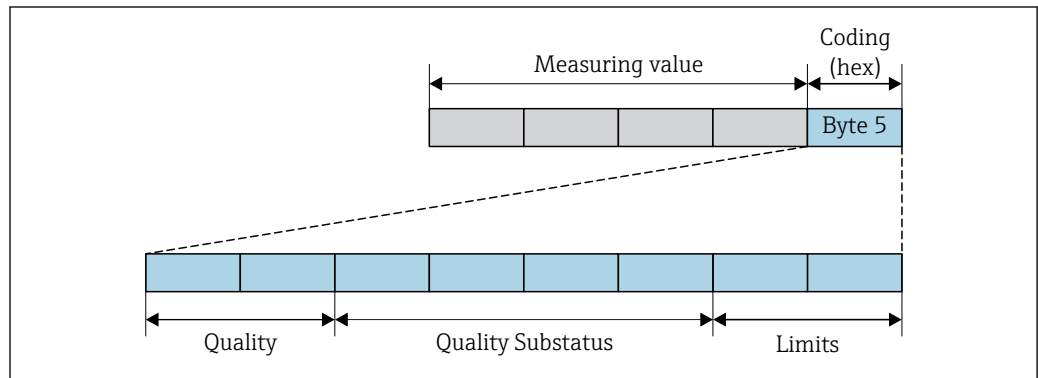 Coding
(hex)
Measuring value
Byte 5
Quality
Quality Substatus
Limits